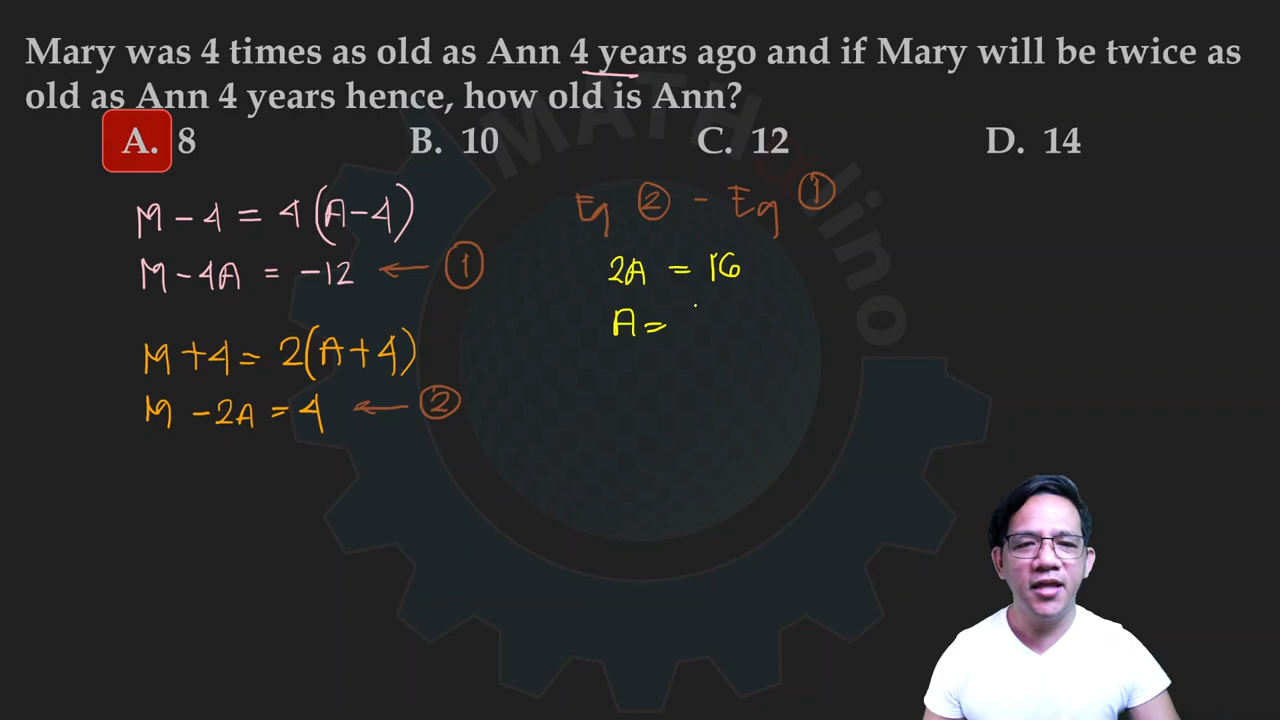 Mary was 4 times as old as Ann 4 years ago and if Mary will be twice as
old as Ann 4 years hence, how old is Ann?
A. 8 B. 10 C. 12 D. 14
M - 4 = 4(A-4)
M - 4A = -12 ← ①
M + 4 = 2(A+4)
M - 2A = 4 ← ②
Eq ② - Eq ①
2A = 16
A =
MATHalino